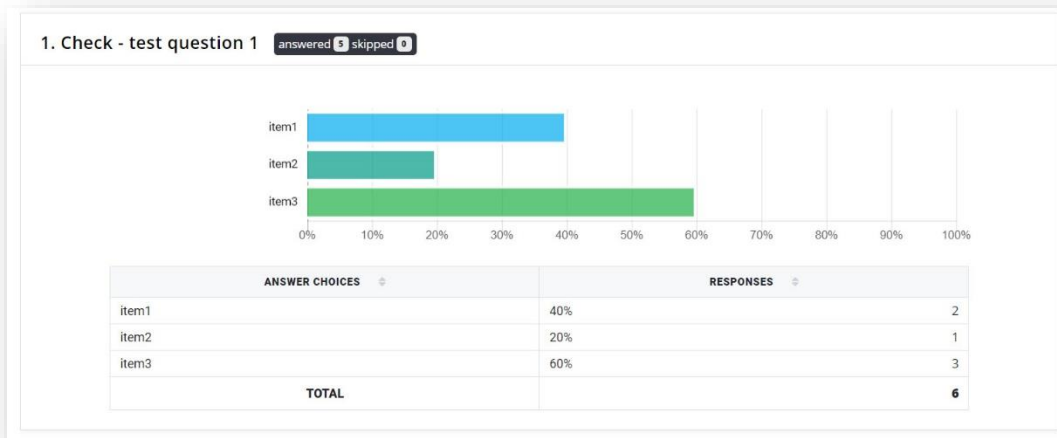 1. Check - test question 1 answered 5 skipped 0
item1
item2
item3
0% 10% 20% 30% 40% 50% 60% 70% 80% 90% 100%
ANSWER CHOICES RESPONSES
item1 40% 2
item2 20% 1
item3 60% 3
TOTAL 6